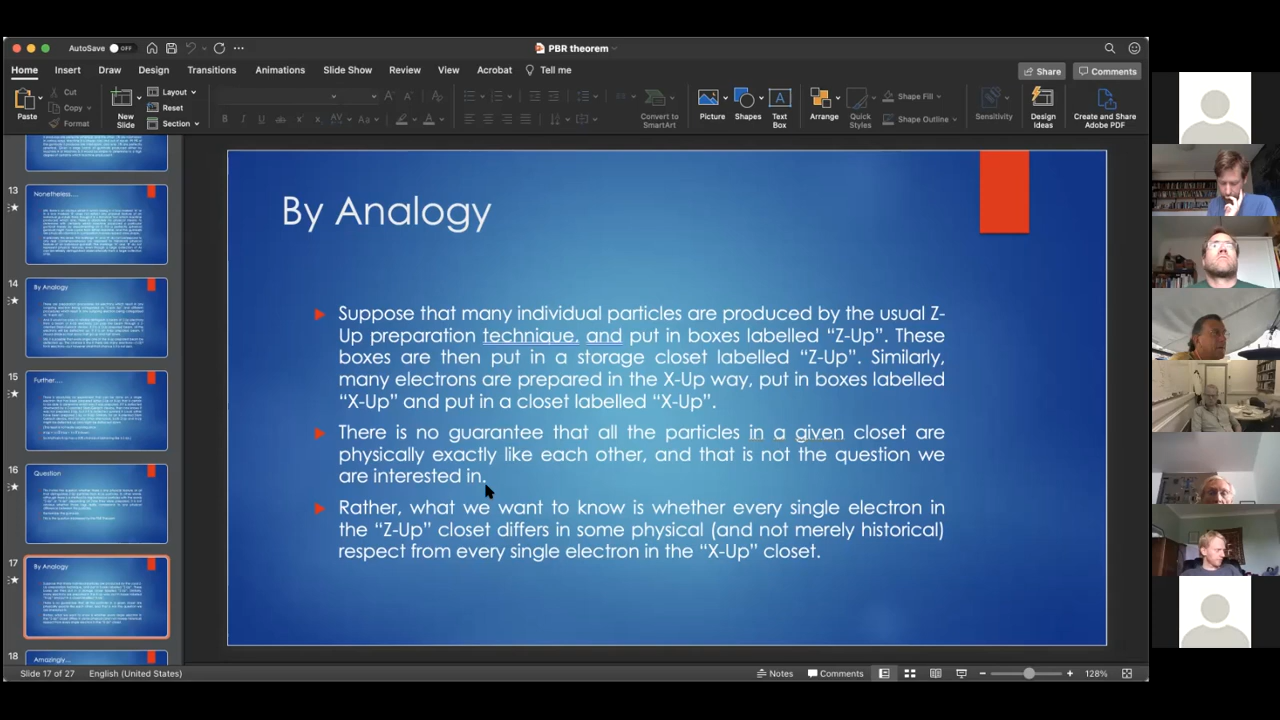 AutoSave OFF
PBR theorem
Home Insert Draw Design Transitions Animations Slide Show Review View Acrobat Tell me
Share Comments
Paste
Cut
Copy
Format
New Slide
Layout
Reset
Section
Convert to SmartArt
Picture
Shapes
Text Box
Arrange
Quick Styles
Shape Fill
Shape Outline
Sensitivity
Design Ideas
Create and Share Adobe PDF
13
Nonetheless....
14
By Analogy
15
Further....
16
Question
17
By Analogy
18
Amazingly...
By Analogy
Suppose that many individual particles are produced by the usual Z-
Up preparation technique, and put in boxes labelled “Z-Up”. These
boxes are then put in a storage closet labelled “Z-Up”. Similarly,
many electrons are prepared in the X-Up way, put in boxes labelled
“X-Up” and put in a closet labelled “X-Up”.
There is no guarantee that all the particles in a given closet are
physically exactly like each other, and that is not the question we
are interested in.
Rather, what we want to know is whether every single electron in
the “Z-Up” closet differs in some physical (and not merely historical)
respect from every single electron in the “X-Up” closet.
Slide 17 of 27 English (United States)
Notes Comments 128%